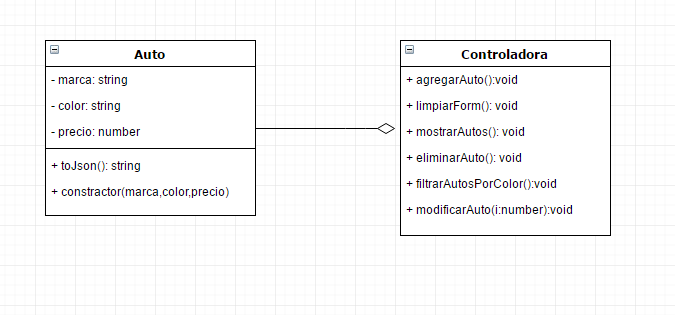 Auto
- marca: string
- color: string
- precio: number
+ toJson(): string
+ constractor(marca,color,precio)
Controladora
+ agregarAuto():void
+ limpiarForm(): void
+ mostrarAutos(): void
+ eliminarAuto(): void
+ filtrarAutosPorColor():void
+ modificarAuto(i:number):void